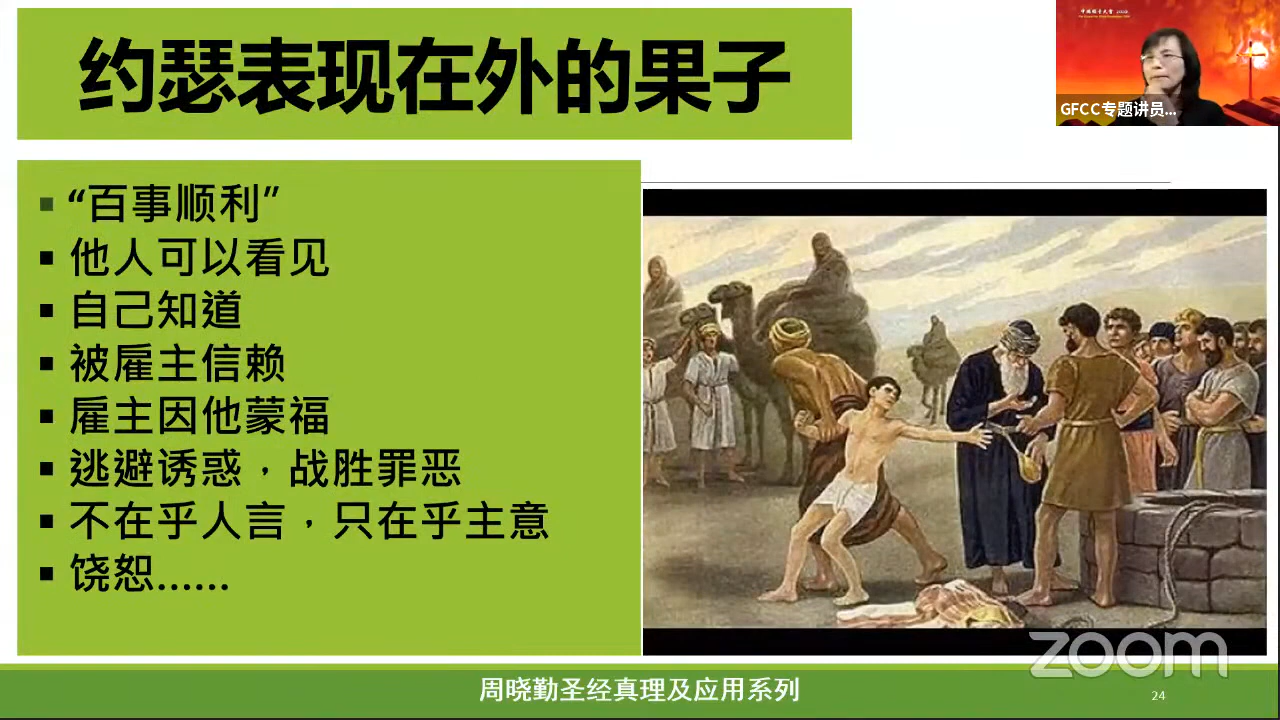 约瑟表现在外的果子
GFCC专题讲员...
“百事顺利”
他人可以看见
自己知道
被雇主信赖
雇主因他蒙福
逃避诱惑，战胜罪恶
不在乎人言，只在乎主意
饶恕……
zoom
周晓勤圣经真理及应用系列
24